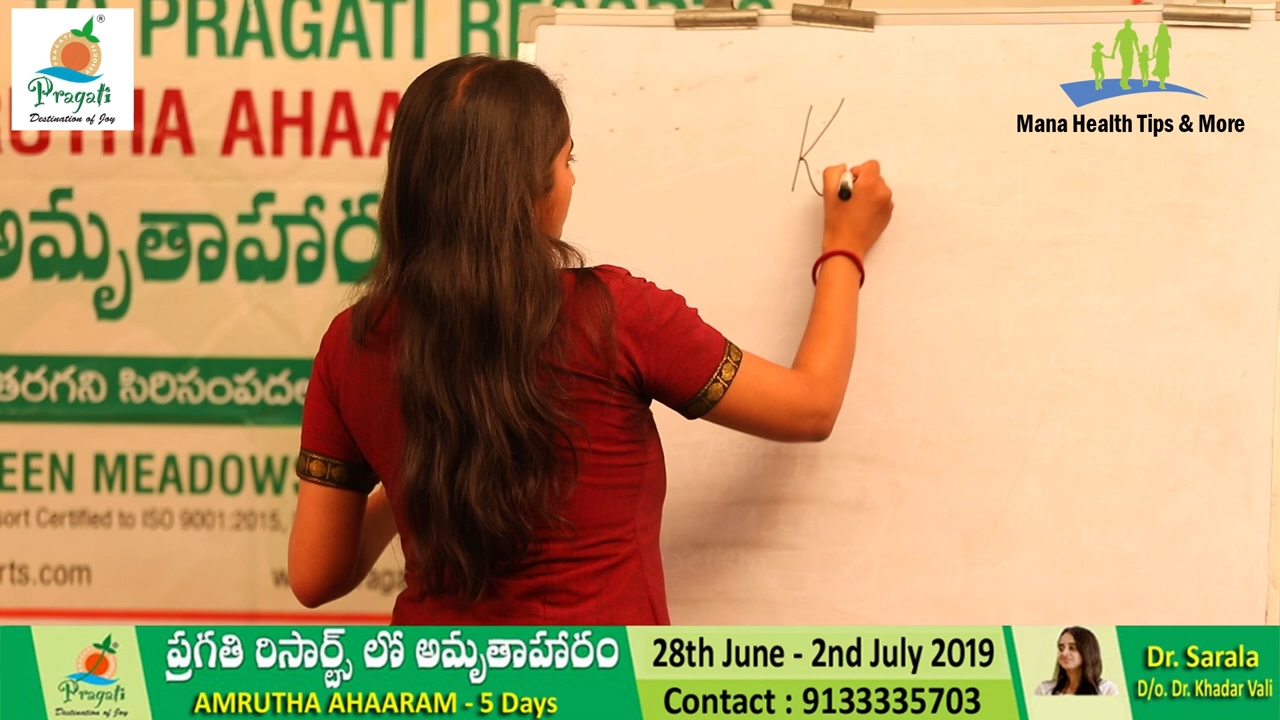 Pragati
Destination of Joy
®
TO PRAGATI RESORTS
RUTHA AHAA
అమృతాహార
తరగని సిరిసంపదల
EEN MEADOWS
ort Certified to ISO 9001:2015,
rts.com
K
Mana Health Tips & More
Pragati
Destination of Joy
ప్రగతి రిసార్ట్స్ లో అమృతాహారం
AMRUTHA AHAARAM - 5 Days
28th June - 2nd July 2019
Contact : 9133335703
Dr. Sarala
D/o. Dr. Khadar Vali